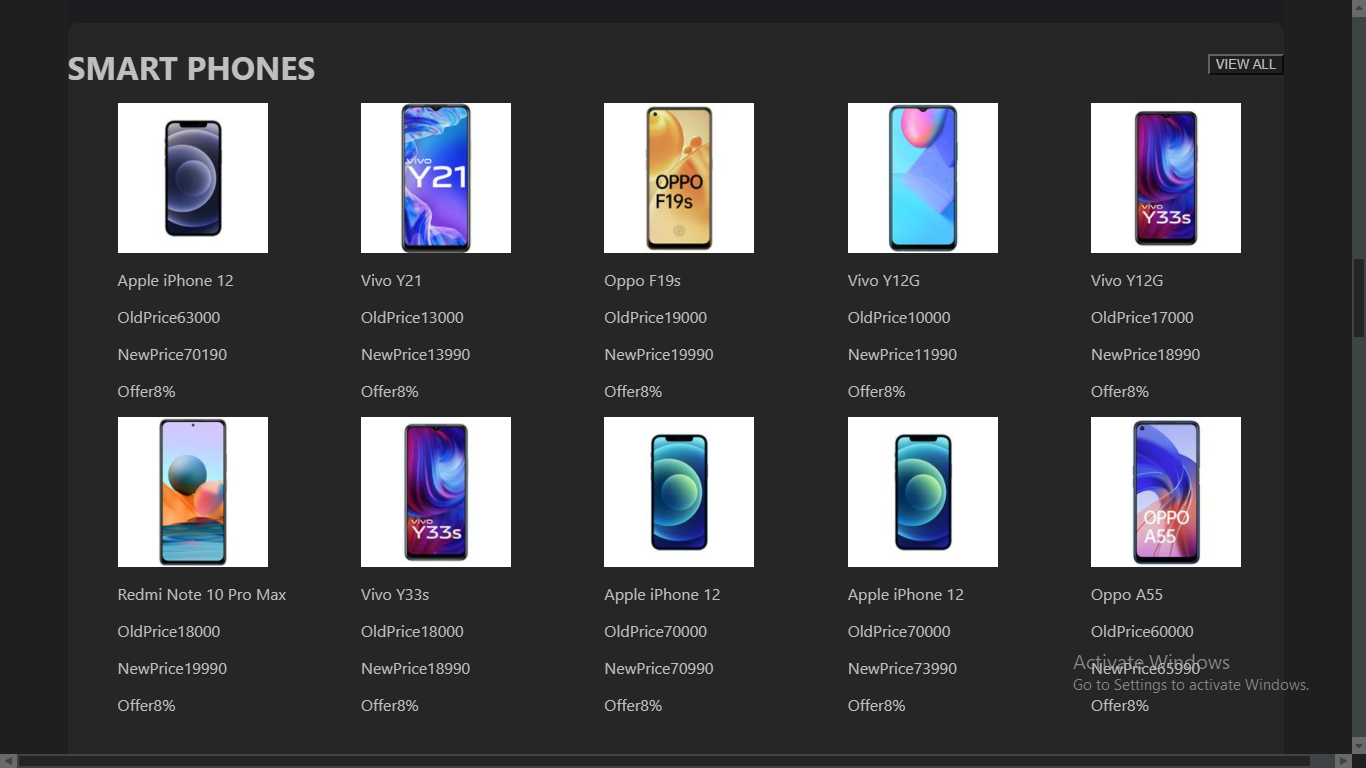 SMART PHONES
VIEW ALL
vivo
Y21
OPPO
F19s
vivo
Y33s
Apple iPhone 12
Vivo Y21
Oppo F19s
Vivo Y12G
Vivo Y12G
OldPrice63000
OldPrice13000
OldPrice19000
OldPrice10000
OldPrice17000
NewPrice70190
NewPrice13990
NewPrice19990
NewPrice11990
NewPrice18990
Offer8%
Offer8%
Offer8%
Offer8%
Offer8%
vivo
Y33s
OPPO
A55
Redmi Note 10 Pro Max
Vivo Y33s
Apple iPhone 12
Apple iPhone 12
Oppo A55
OldPrice18000
OldPrice18000
OldPrice70000
OldPrice70000
OldPrice60000
NewPrice19990
NewPrice18990
NewPrice70990
NewPrice73990
NewPrice65990
Activate Windows
Go to Settings to activate Windows.
Offer8%
Offer8%
Offer8%
Offer8%
Offer8%